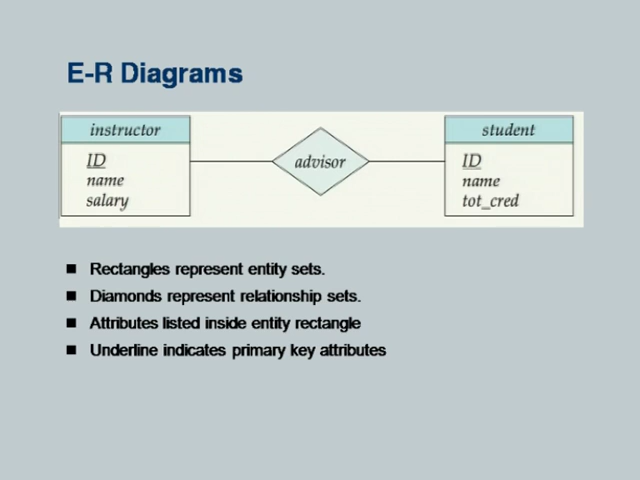 E-R Diagrams
instructor
ID
name
salary
advisor
student
ID
name
tot_cred
Rectangles represent entity sets.
Diamonds represent relationship sets.
Attributes listed inside entity rectangle
Underline indicates primary key attributes